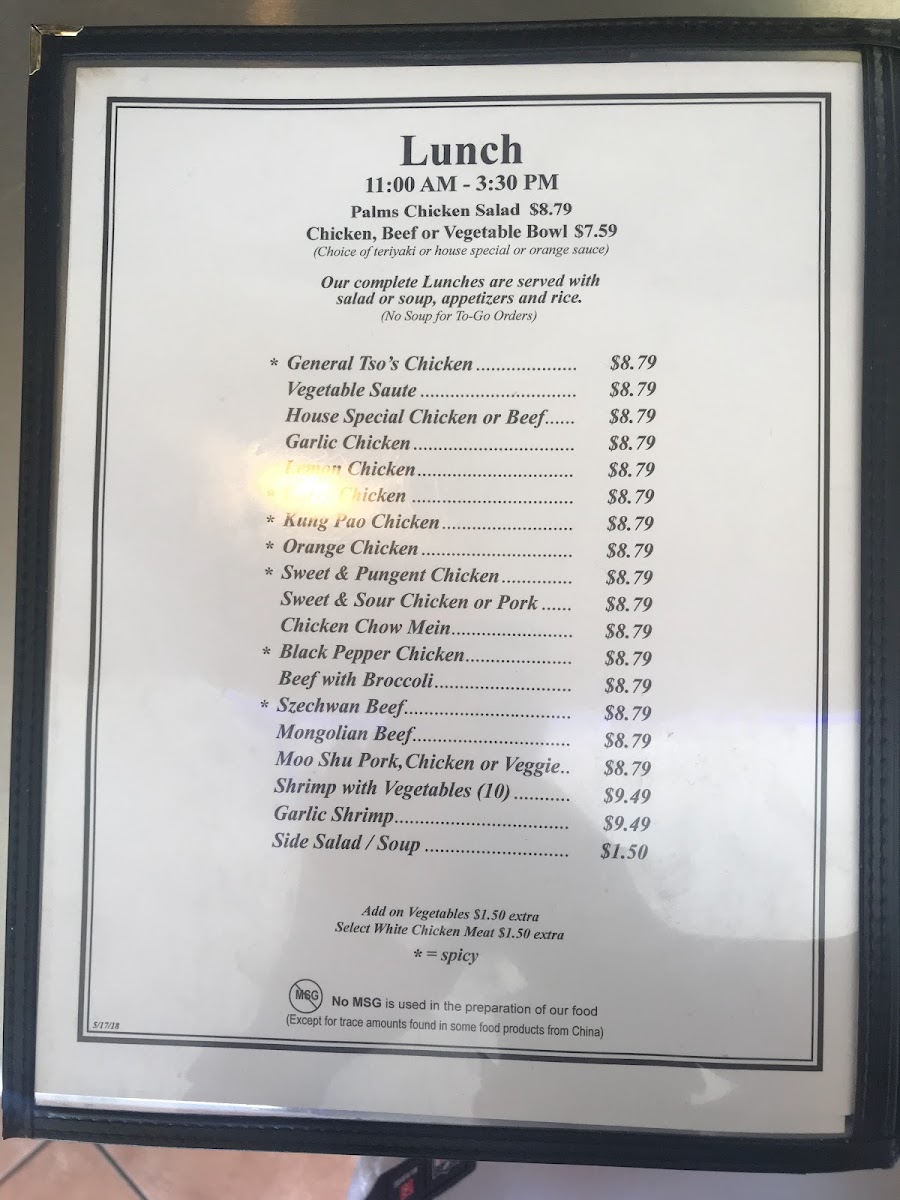 Lunch
11:00 AM - 3:30 PM
Palms Chicken Salad $8.79
Chicken, Beef or Vegetable Bowl $7.59
(Choice of teriyaki or house special or orange sauce)
Our complete Lunches are served with
salad or soup, appetizers and rice.
(No Soup for To-Go Orders)
* General Tso's Chicken..................... $8.79
Vegetable Saute ................................ $8.79
House Special Chicken or Beef...... $8.79
Garlic Chicken................................. $8.79
Lemon Chicken................................ $8.79
* Chicken ................................. $8.79
* Kung Pao Chicken........................... $8.79
* Orange Chicken............................... $8.79
* Sweet & Pungent Chicken............... $8.79
Sweet & Sour Chicken or Pork ...... $8.79
Chicken Chow Mein......................... $8.79
* Black Pepper Chicken...................... $8.79
Beef with Broccoli............................ $8.79
* Szechwan Beef.................................. $8.79
Mongolian Beef................................ $8.79
Moo Shu Pork,Chicken or Veggie.. $8.79
Shrimp with Vegetables (10) ........... $9.49
Garlic Shrimp.................................... $9.49
Side Salad / Soup ............................. $1.50
Add on Vegetables $1.50 extra
Select White Chicken Meat $1.50 extra
* = spicy
MSG No MSG is used in the preparation of our food
(Except for trace amounts found in some food products from China)
5/17/18